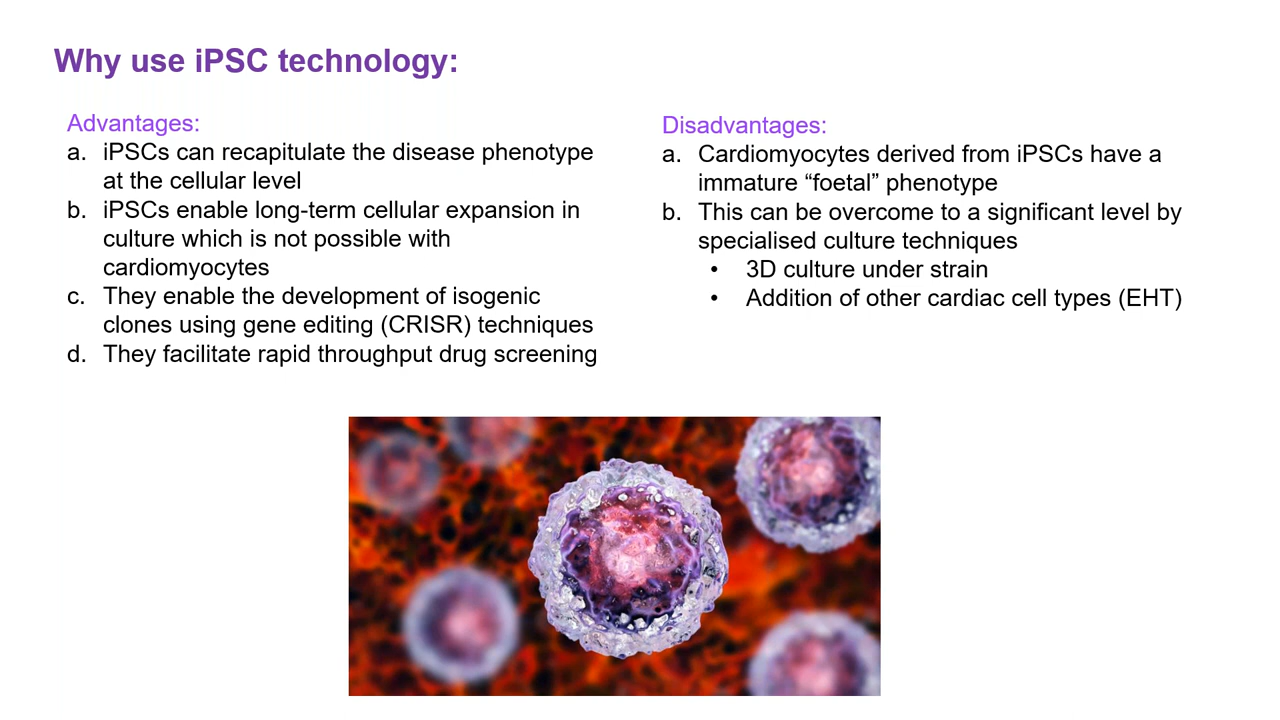 Why use iPSC technology:
Advantages:
a. iPSCs can recapitulate the disease phenotype
at the cellular level
b. iPSCs enable long-term cellular expansion in
culture which is not possible with
cardiomyocytes
c. They enable the development of isogenic
clones using gene editing (CRISR) techniques
d. They facilitate rapid throughput drug screening
Disadvantages:
a. Cardiomyocytes derived from iPSCs have a
immature “foetal” phenotype
b. This can be overcome to a significant level by
specialised culture techniques
• 3D culture under strain
• Addition of other cardiac cell types (EHT)